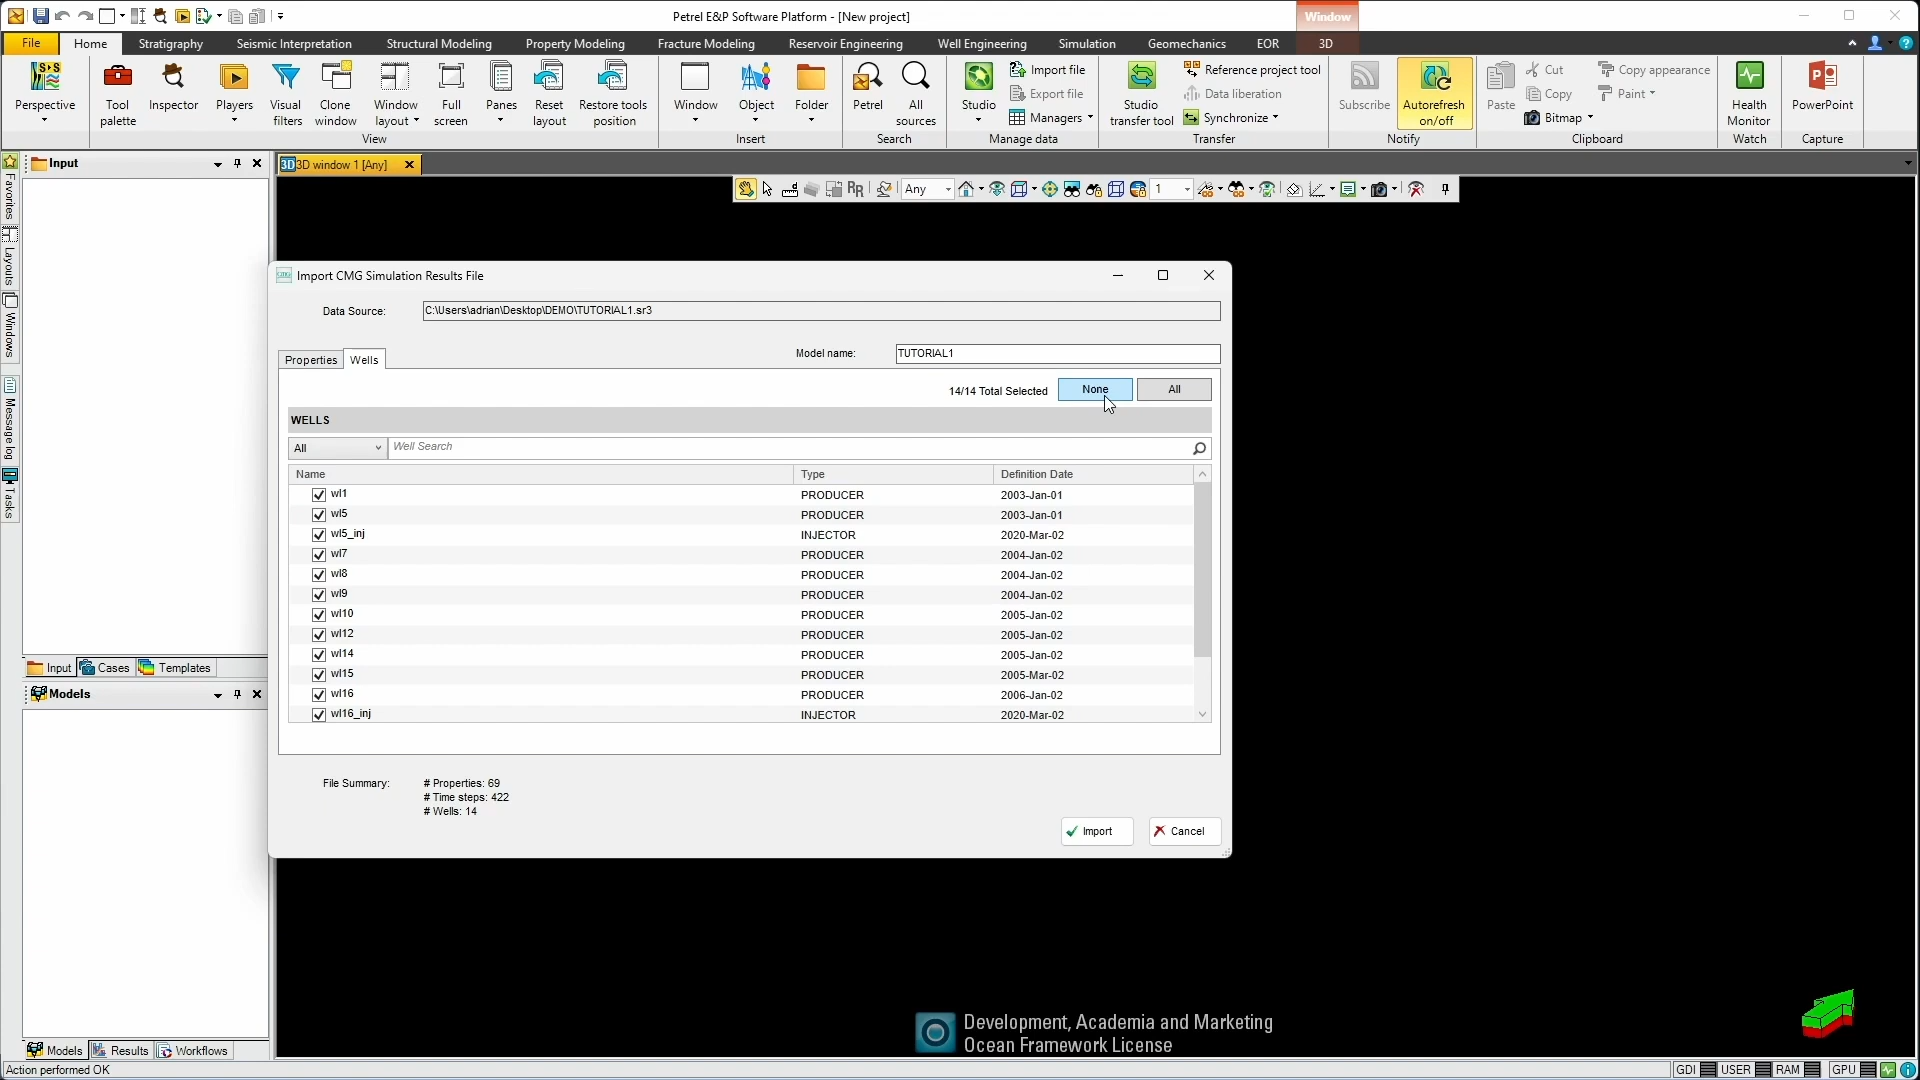 Petrel E&P Software Platform - [New project]
Window
File
Home
Stratigraphy
Seismic Interpretation
Structural Modeling
Property Modeling
Fracture Modeling
Reservoir Engineering
Well Engineering
Simulation
Geomechanics
EOR
3D
Perspective
Tool
palette
Inspector
Players
Visual
filters
Clone
window
Window
layout
Full
screen
Panes
Reset
layout
Restore tools
position
View
Window
Object
Folder
Insert
Petrel
All
sources
Search
Studio
Import file
Export file
Managers
Manage data
Studio
transfer tool
Reference project tool
Data liberation
Synchronize
Transfer
Subscribe
Autorefresh
on/off
Notify
Paste
Cut
Copy
Bitmap
Copy appearance
Paint
Clipboard
Health
Monitor
Watch
PowerPoint
Capture
Favorites
Layouts
Windows
Message log
Tasks
Input
3D 3D window 1 [Any]
Any
1
Import CMG Simulation Results File
Data Source: C:\Users\adrian\Desktop\DEMO\TUTORIAL1.sr3
Properties Wells
Model name: TUTORIAL1
14/14 Total Selected None All
WELLS
All Well Search
Name Type Definition Date
wl1 PRODUCER 2003-Jan-01
wl5 PRODUCER 2003-Jan-01
wl5_inj INJECTOR 2020-Mar-02
wl7 PRODUCER 2004-Jan-02
wl8 PRODUCER 2004-Jan-02
wl9 PRODUCER 2004-Jan-02
wl10 PRODUCER 2005-Jan-02
wl12 PRODUCER 2005-Jan-02
wl14 PRODUCER 2005-Jan-02
wl15 PRODUCER 2005-Mar-02
wl16 PRODUCER 2006-Jan-02
wl16_inj INJECTOR 2020-Mar-02
File Summary: # Properties: 69
# Time steps: 422
# Wells: 14
Import Cancel
Input Cases Templates
Models
Models Results Workflows
Development, Academia and Marketing
Ocean Framework License
Action performed OK
GDI USER RAM GPU